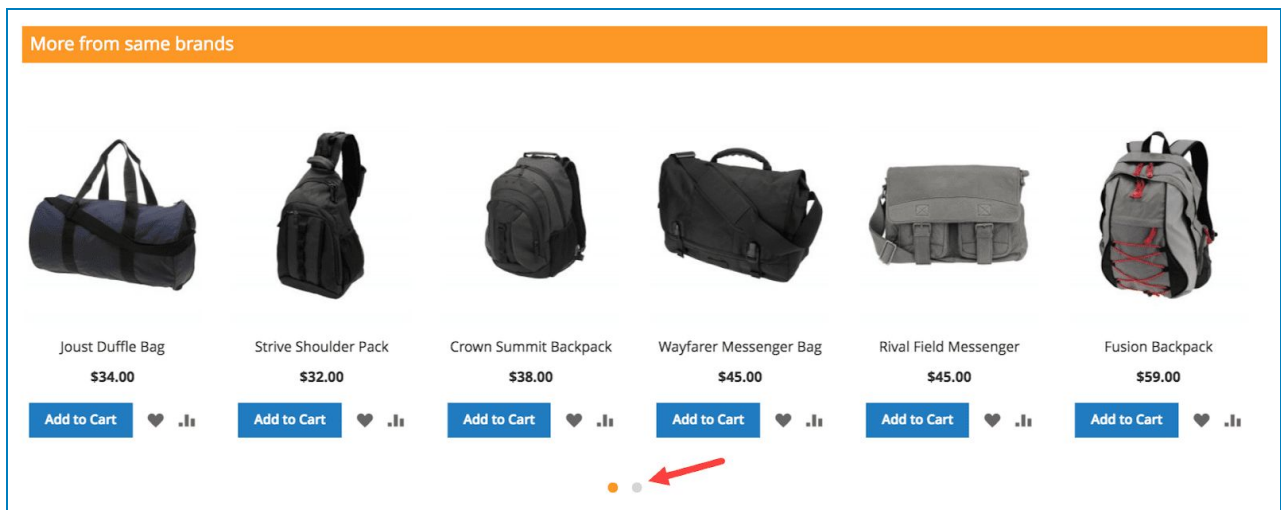 More from same brands
Joust Duffle Bag
Strive Shoulder Pack
Crown Summit Backpack
Wayfarer Messenger Bag
Rival Field Messenger
Fusion Backpack
$34.00
$32.00
$38.00
$45.00
$45.00
$59.00
Add to Cart
Add to Cart
Add to Cart
Add to Cart
Add to Cart
Add to Cart